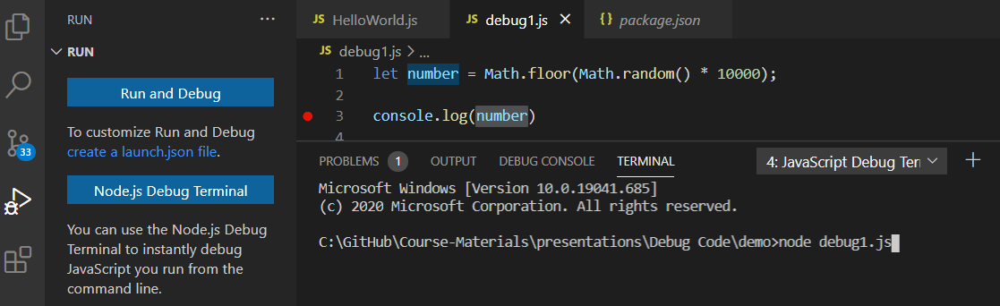 RUN ...
RUN
Run and Debug
To customize Run and Debug
create a launch.json file.
Node.js Debug Terminal
You can use the Node.js Debug
Terminal to instantly debug
JavaScript you run from the
command line.
33
JS HelloWorld.js JS debug1.js × {} package.json
JS debug1.js > ...
1 let number = Math.floor(Math.random() * 10000);
2
3 console.log(number)
4
PROBLEMS 1 OUTPUT DEBUG CONSOLE TERMINAL 4: JavaScript Debug Terr
Microsoft Windows [Version 10.0.19041.685]
(c) 2020 Microsoft Corporation. All rights reserved.
C:\GitHub\Course-Materials\presentations\Debug Code\demo>node debug1.js